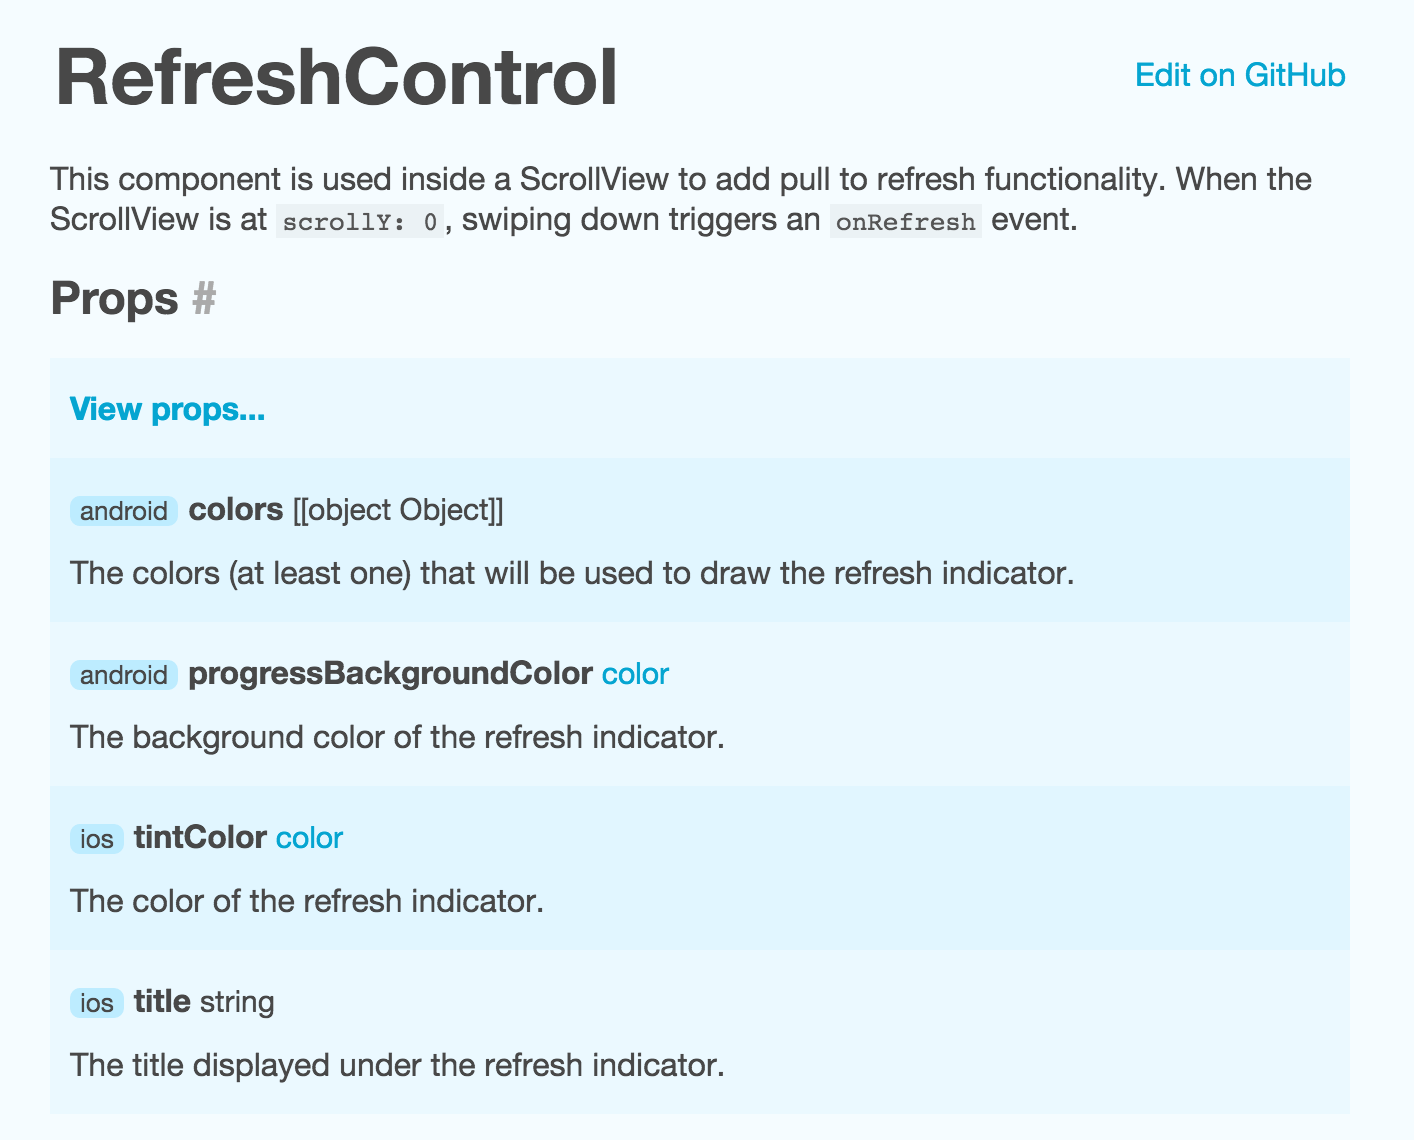 RefreshControl
Edit on GitHub
This component is used inside a ScrollView to add pull to refresh functionality. When the
ScrollView is at scrollY: 0, swiping down triggers an onRefresh event.
Props #
View props...
android colors [[object Object]]
The colors (at least one) that will be used to draw the refresh indicator.
android progressBackgroundColor color
The background color of the refresh indicator.
ios tintColor color
The color of the refresh indicator.
ios title string
The title displayed under the refresh indicator.